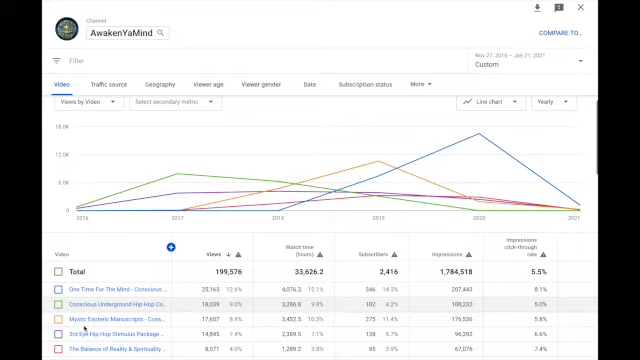 Channel
AwakenYaMind
COMPARE TO...
Filter
Nov 27, 2016 – Jan 21, 2021
Custom
Video Traffic source Geography Viewer age Viewer gender Date Subscription status More
Views by Video Select secondary metric Line chart Yearly
18.0K
12.0K
6.0K
0
2016 2017 2018 2019 2020 2021
Video Views Watch time (hours) Subscribers Impressions Impressions click-through rate
Total 199,576 33,626.2 2,416 1,784,518 5.5%
One Time For The Mind - Conscious ... 25,163 12.6% 4,076.3 12.1% 346 14.3% 207,443 8.1%
Conscious Underground Hip Hop Co... 18,039 9.0% 3,286.8 9.8% 102 4.2% 108,232 5.0%
Mystic Esoteric Manuscripts - Cons... 17,657 8.9% 3,452.5 10.3% 275 11.4% 94,623 5.8%
3rd Eye Hip Hop Stimulus Package ... 14,845 7.4% 2,389.5 7.1% 138 5.7% 96,392 6.6%
The Balance of Reality & Spirituality ... 8,071 4.0% 1,289.2 3.8% 95 3.9% 67,076 7.4%